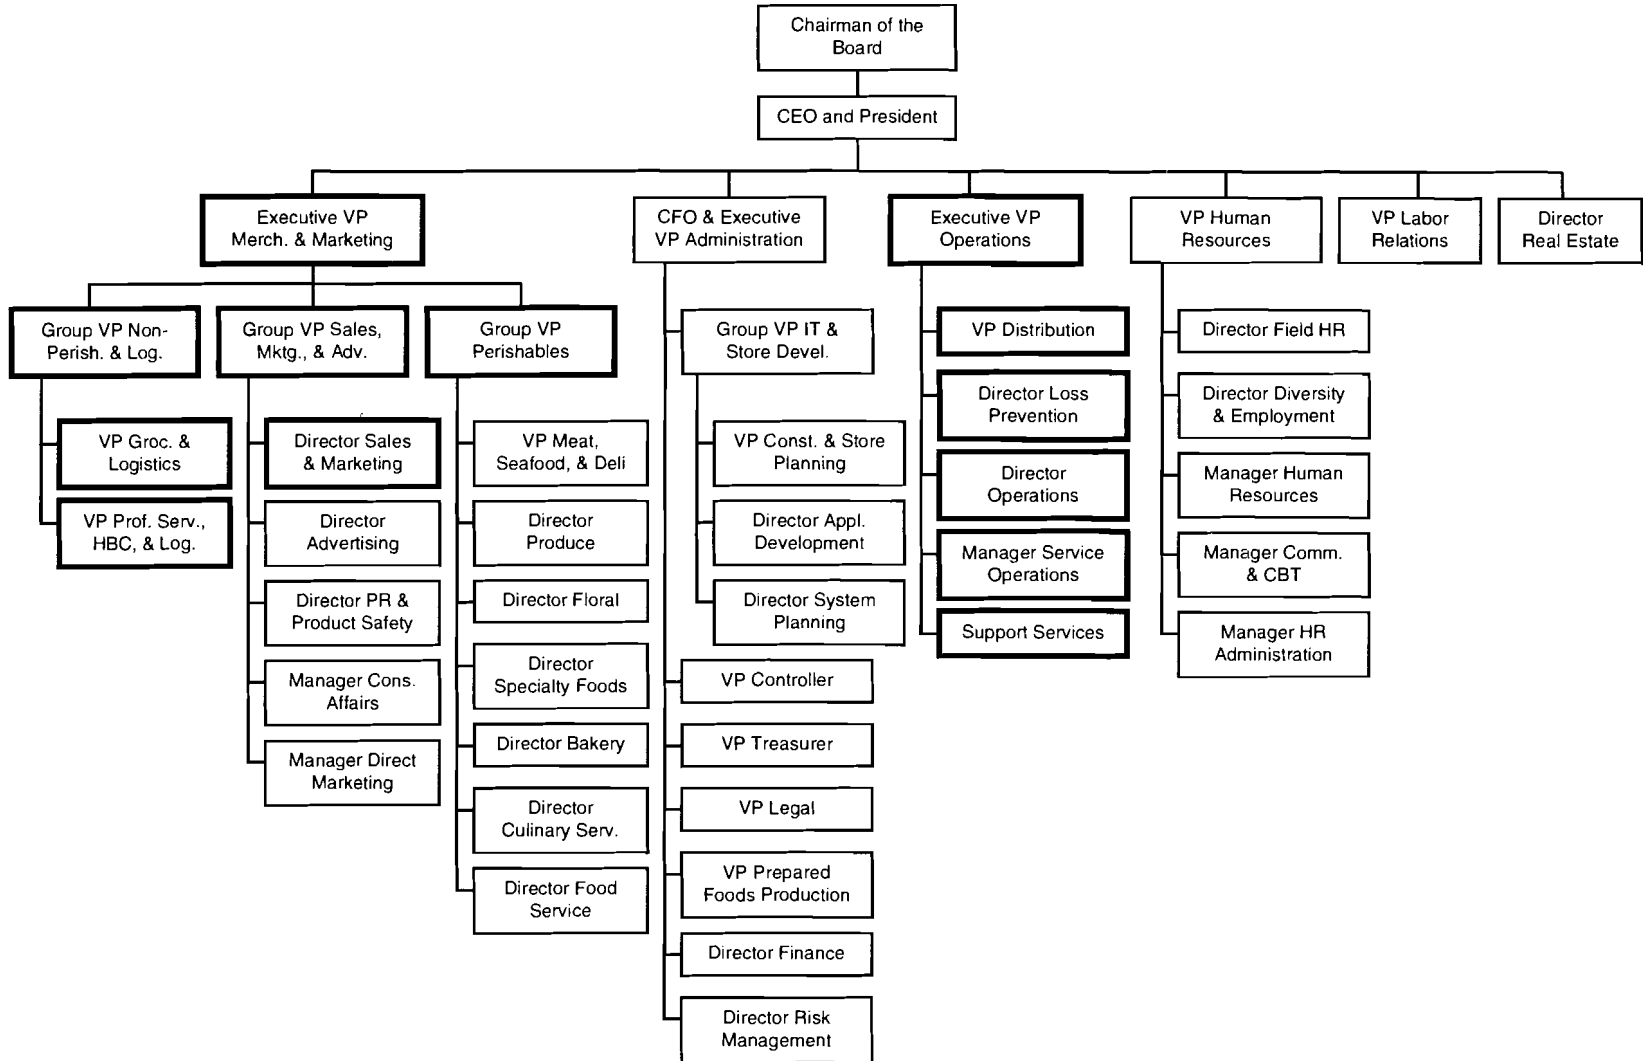 Chairman of the
Board
CEO and President
Executive VP
Merch. & Marketing
CFO & Executive
VP Administration
Executive VP
Operations
VP Human
Resources
VP Labor
Relations
Director
Real Estate
Group VP Non-
Perish. & Log.
VP Groc. &
Logistics
VP Prof. Serv.,
HBC, & Log.
Group VP Sales,
Mktg., & Adv.
Director Sales
& Marketing
Director
Advertising
Director PR &
Product Safety
Manager Cons.
Affairs
Manager Direct
Marketing
Group VP
Perishables
VP Meat,
Seafood, & Deli
Director
Produce
Director Floral
Director
Specialty Foods
Director Bakery
Director
Culinary Serv.
Director Food
Service
Group VP IT &
Store Devel.
VP Const. & Store
Planning
Director Appl.
Development
Director System
Planning
VP Controller
VP Treasurer
VP Legal
VP Prepared
Foods Production
Director Finance
Director Risk
Management
VP Distribution
Director Loss
Prevention
Director
Operations
Manager Service
Operations
Support Services
Director Field HR
Director Diversity
& Employment
Manager Human
Resources
Manager Comm.
& CBT
Manager HR
Administration